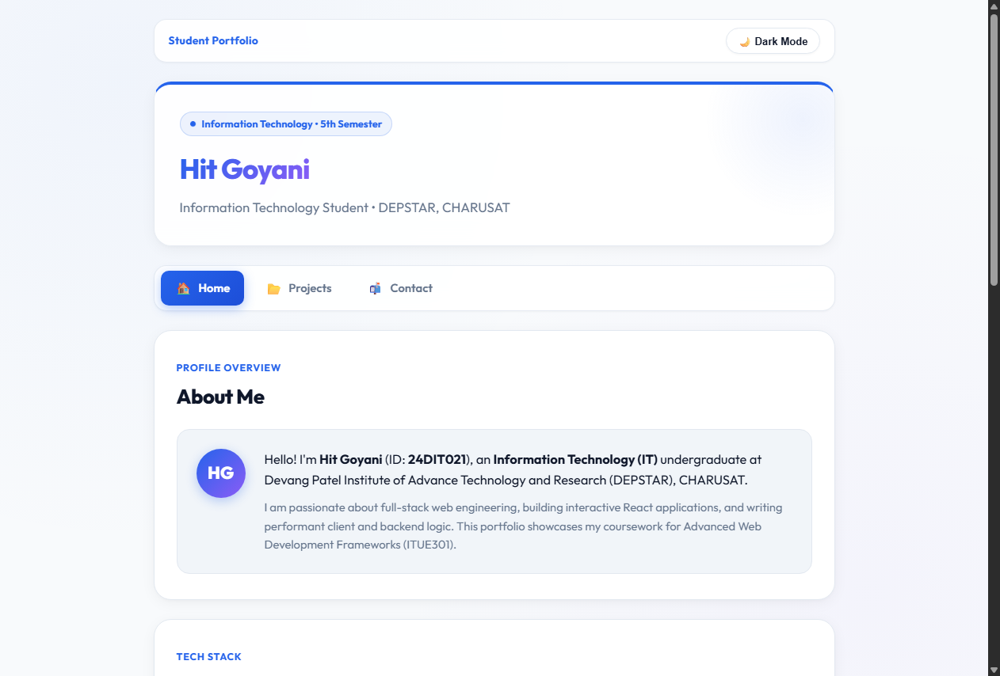 Student Portfolio
🌙 Dark Mode
Information Technology • 5th Semester
Hit Goyani
Information Technology Student • DEPSTAR, CHARUSAT
🏠 Home
📂 Projects
📬 Contact
PROFILE OVERVIEW
About Me
HG
Hello! I'm Hit Goyani (ID: 24DIT021), an Information Technology (IT) undergraduate at
Devang Patel Institute of Advance Technology and Research (DEPSTAR), CHARUSAT.
I am passionate about full-stack web engineering, building interactive React applications, and writing
performant client and backend logic. This portfolio showcases my coursework for Advanced Web
Development Frameworks (ITUE301).
TECH STACK